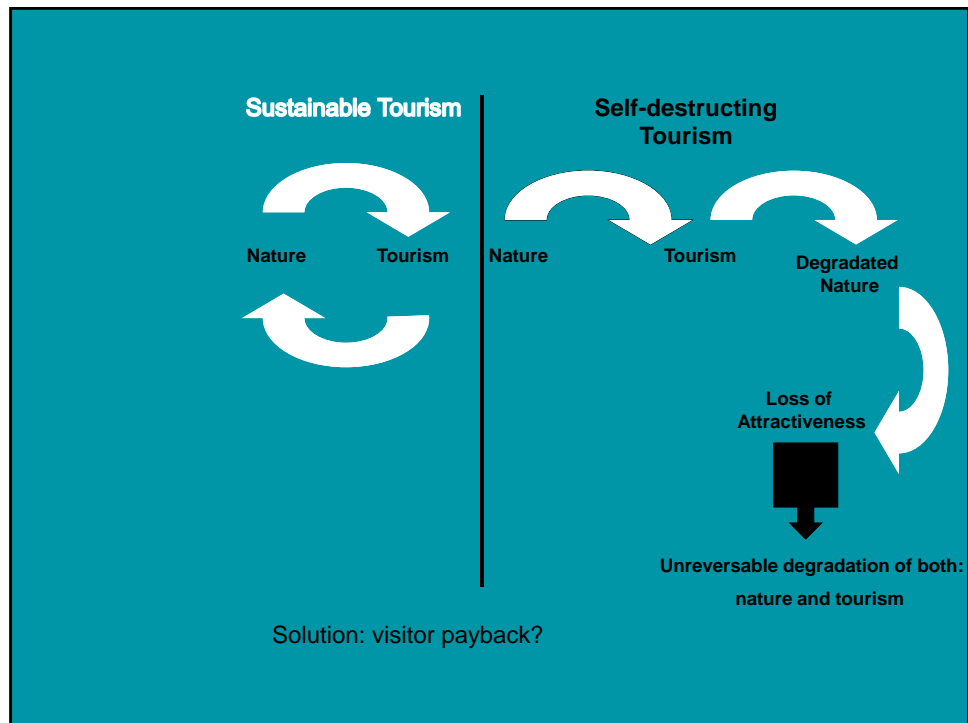 Sustainable Tourism
Nature
Tourism
Self-destructing
Tourism
Nature
Tourism
Degradated
Nature
Loss of
Attractiveness
Unreversable degradation of both:
nature and tourism
Solution: visitor payback?